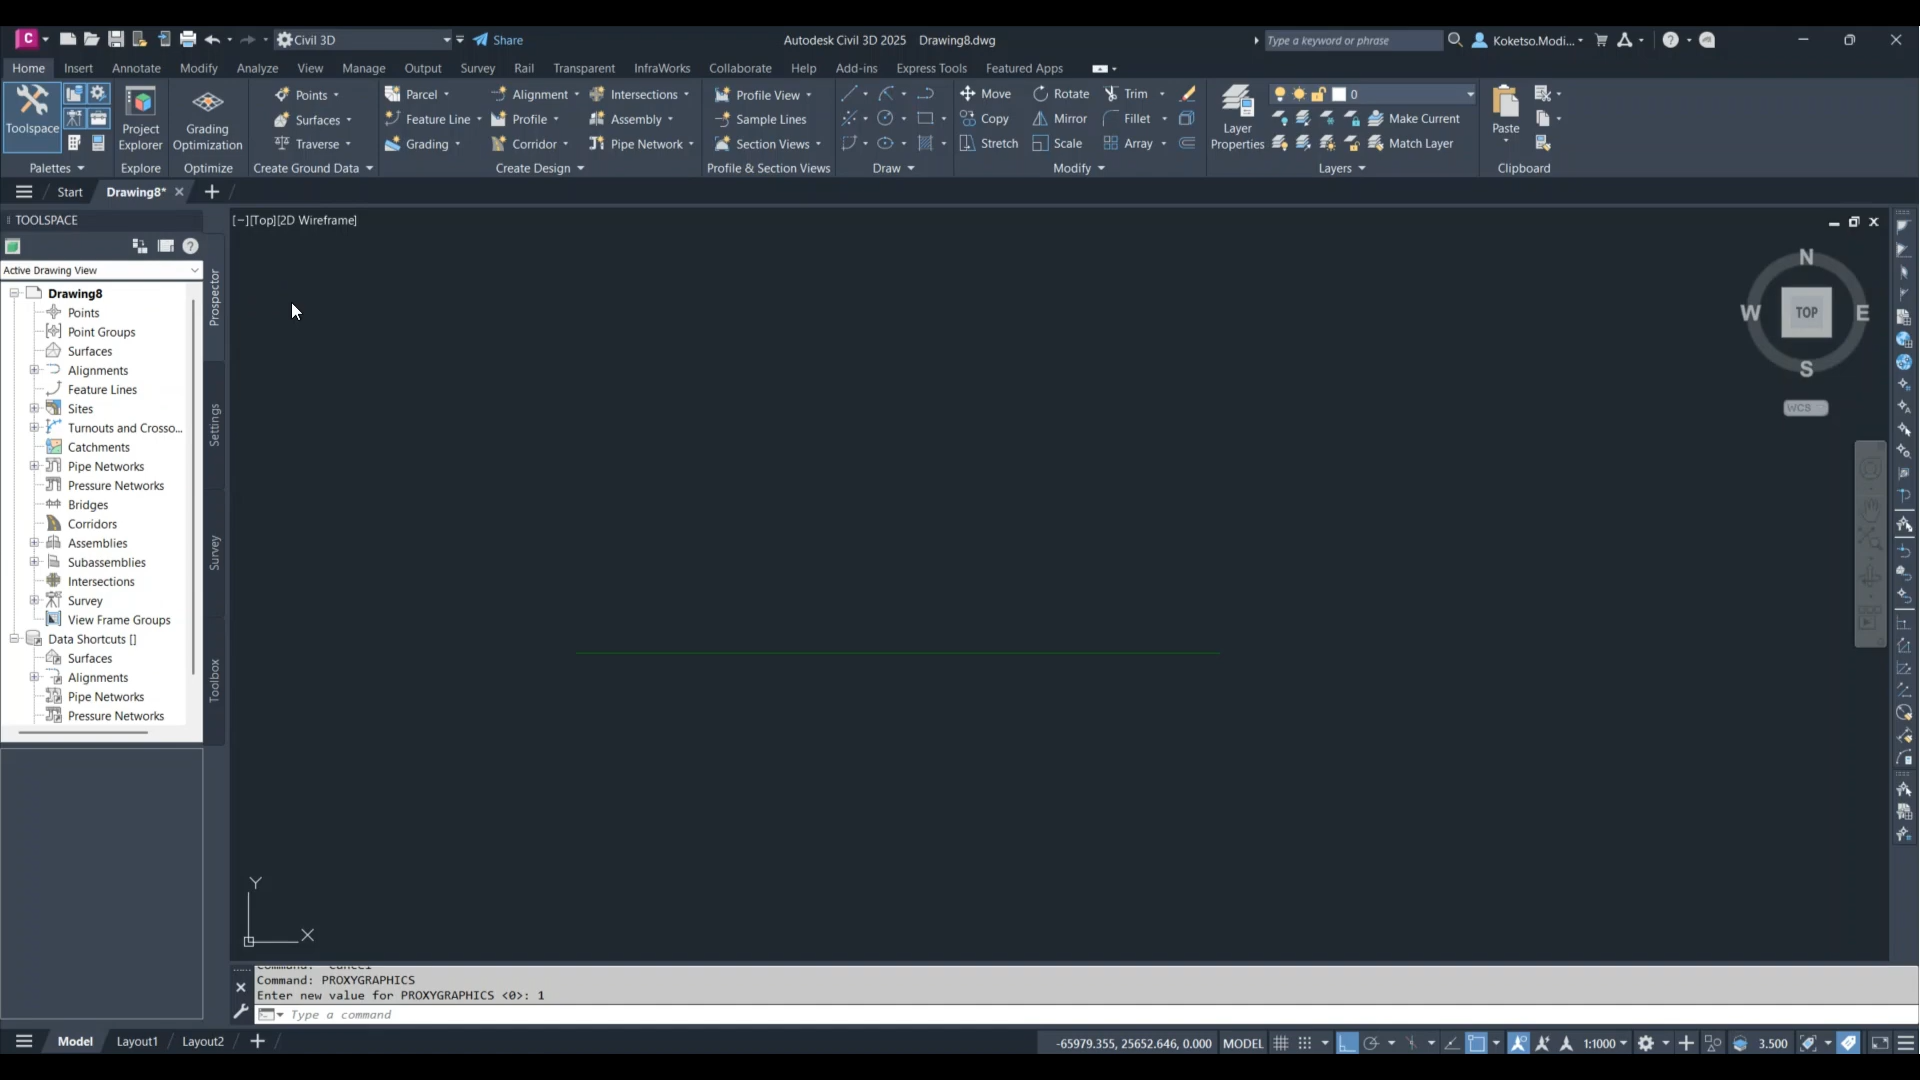 C Civil 3D Share Autodesk Civil 3D 2025 Drawing8.dwg Type a keyword or phrase Koketso.Modi... ?
Home Insert Annotate Modify Analyze View Manage Output Survey Rail Transparent InfraWorks Collaborate Help Add-ins Express Tools Featured Apps
Points Parcel Alignment Intersections Profile View Move Rotate Trim 0
Surfaces Feature Line Profile Assembly Sample Lines Copy Mirror Fillet Make Current
Toolspace Project Explorer Grading Optimization Layer Properties Paste
Traverse Grading Corridor Pipe Network Section Views Stretch Scale Array Match Layer
Palettes Explore Optimize Create Ground Data Create Design Profile & Section Views Draw Modify Layers Clipboard
Start Drawing8*
TOOLSPACE
[−][Top][2D Wireframe]
?
Active Drawing View
Drawing8
Points
Point Groups
Surfaces
Alignments
Feature Lines
Sites
Turnouts and Crosso...
Catchments
Pipe Networks
Pressure Networks
Bridges
Corridors
Assemblies
Subassemblies
Intersections
Survey
View Frame Groups
Data Shortcuts []
Surfaces
Alignments
Pipe Networks
Pressure Networks
Prospector
Settings
Survey
Toolbox
N
W TOP E
S
WCS
Y
X
Command: PROXYGRAPHICS
Enter new value for PROXYGRAPHICS <0>: 1
Type a command
Model Layout1 Layout2 -65979.355, 25652.646, 0.000 MODEL 1:1000 3.500